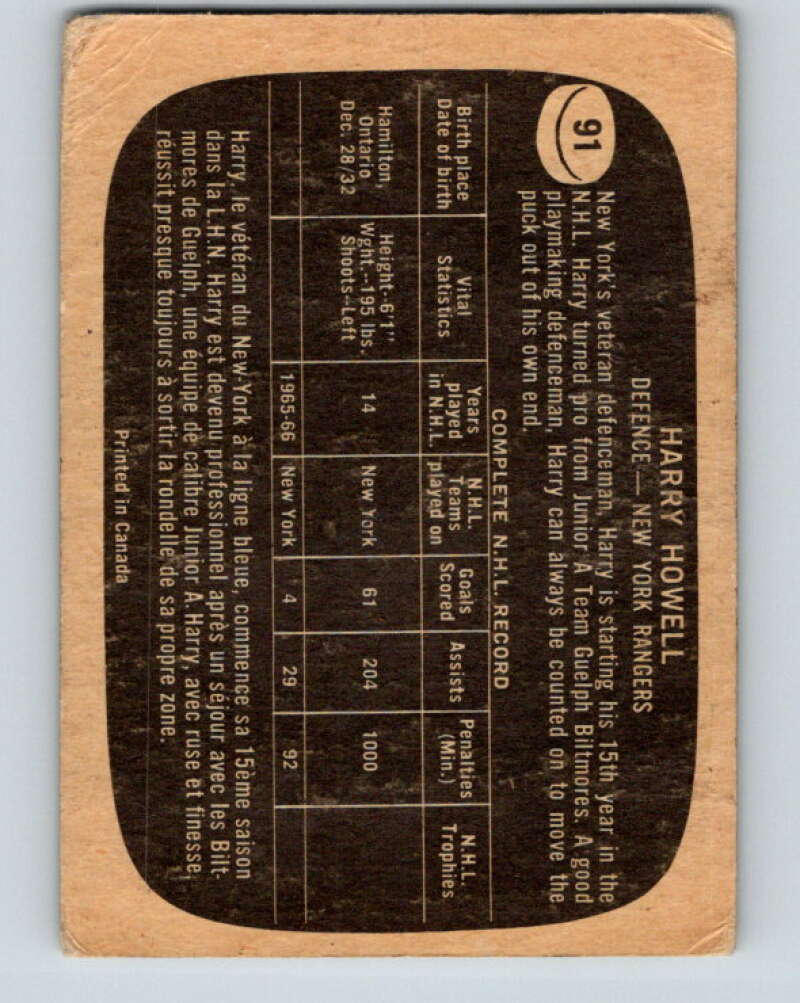 HARRY HOWELL
DEFENCE — NEW YORK RANGERS
91
New York's veteran defenceman, Harry is starting his 15th year in the
N.H.L. Harry turned pro from Junior A Team Guelph Biltmores. A good
playmaking defenceman, Harry can always be counted on to move the
puck out of his own end.
COMPLETE N.H.L. RECORD
Birth place Vital Years N.H.L. Goals Assists Penalties N.H.L.
Date of birth Statistics played Teams Scored (Min.) Trophies
in N.H.L. played on
Hamilton, Height-6'1" 14 New York 61 204 1000
Ontario Wght.-195 lbs.
Dec. 28/32 Shoots-Left
1965-66 New York 4 29 92
Harry, le vétéran du New York à la ligne bleue, commence sa 15ème saison
dans la L.H.N. Harry est devenu professionnel après un séjour avec les Bilt-
mores de Guelph, une équipe de calibre Junior A. Harry, avec ruse et finesse,
réussit presque toujours à sortir la rondelle de sa propre zone.
Printed in Canada